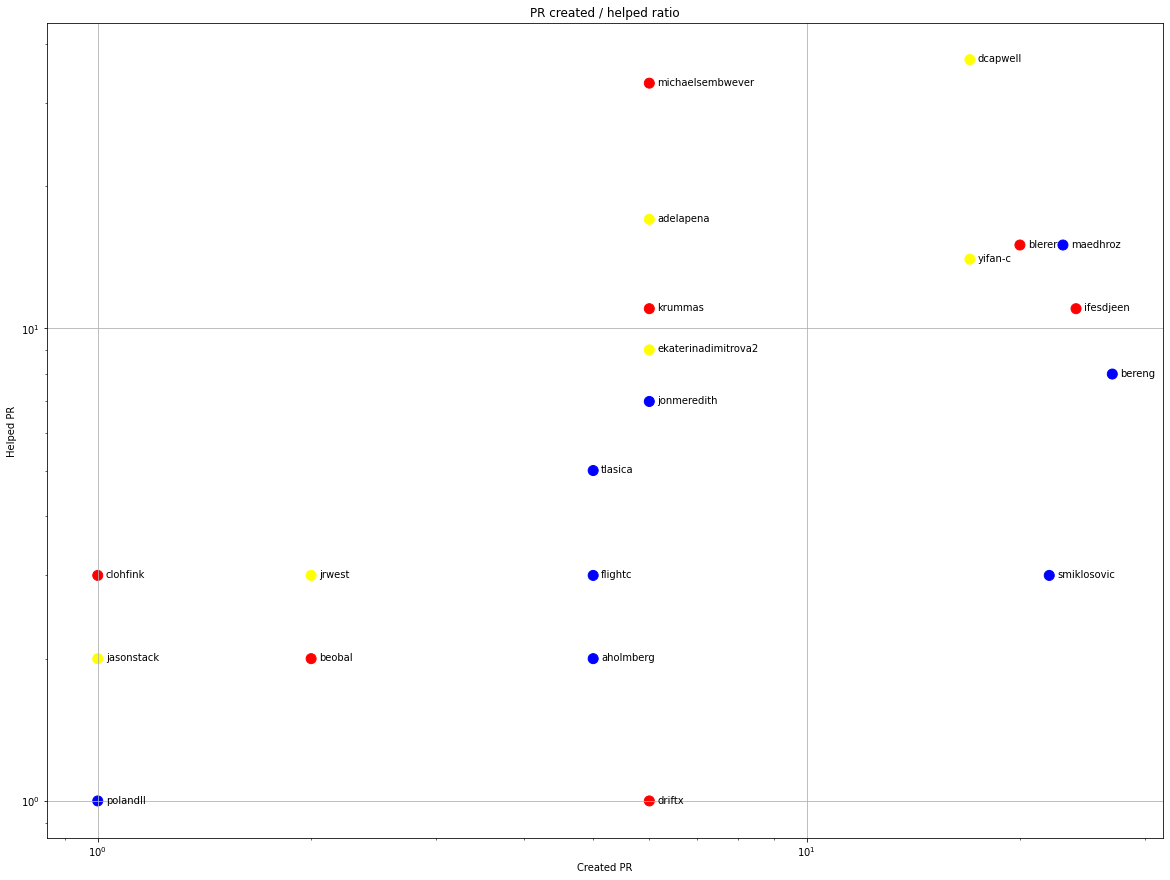 PR created / helped ratio
dcapwell
michaelsembwever
adelapena
blerer
maedhroz
yifan-c
krummas
ifesdjeen
10¹
ekaterinadimitrova2
bereng
jonmeredith
Helped PR
tlasica
clohfink
jrwest
flightc
smiklosovic
jasonstack
beobal
aholmberg
10⁰
polandll
driftx
10⁰
10¹
Created PR